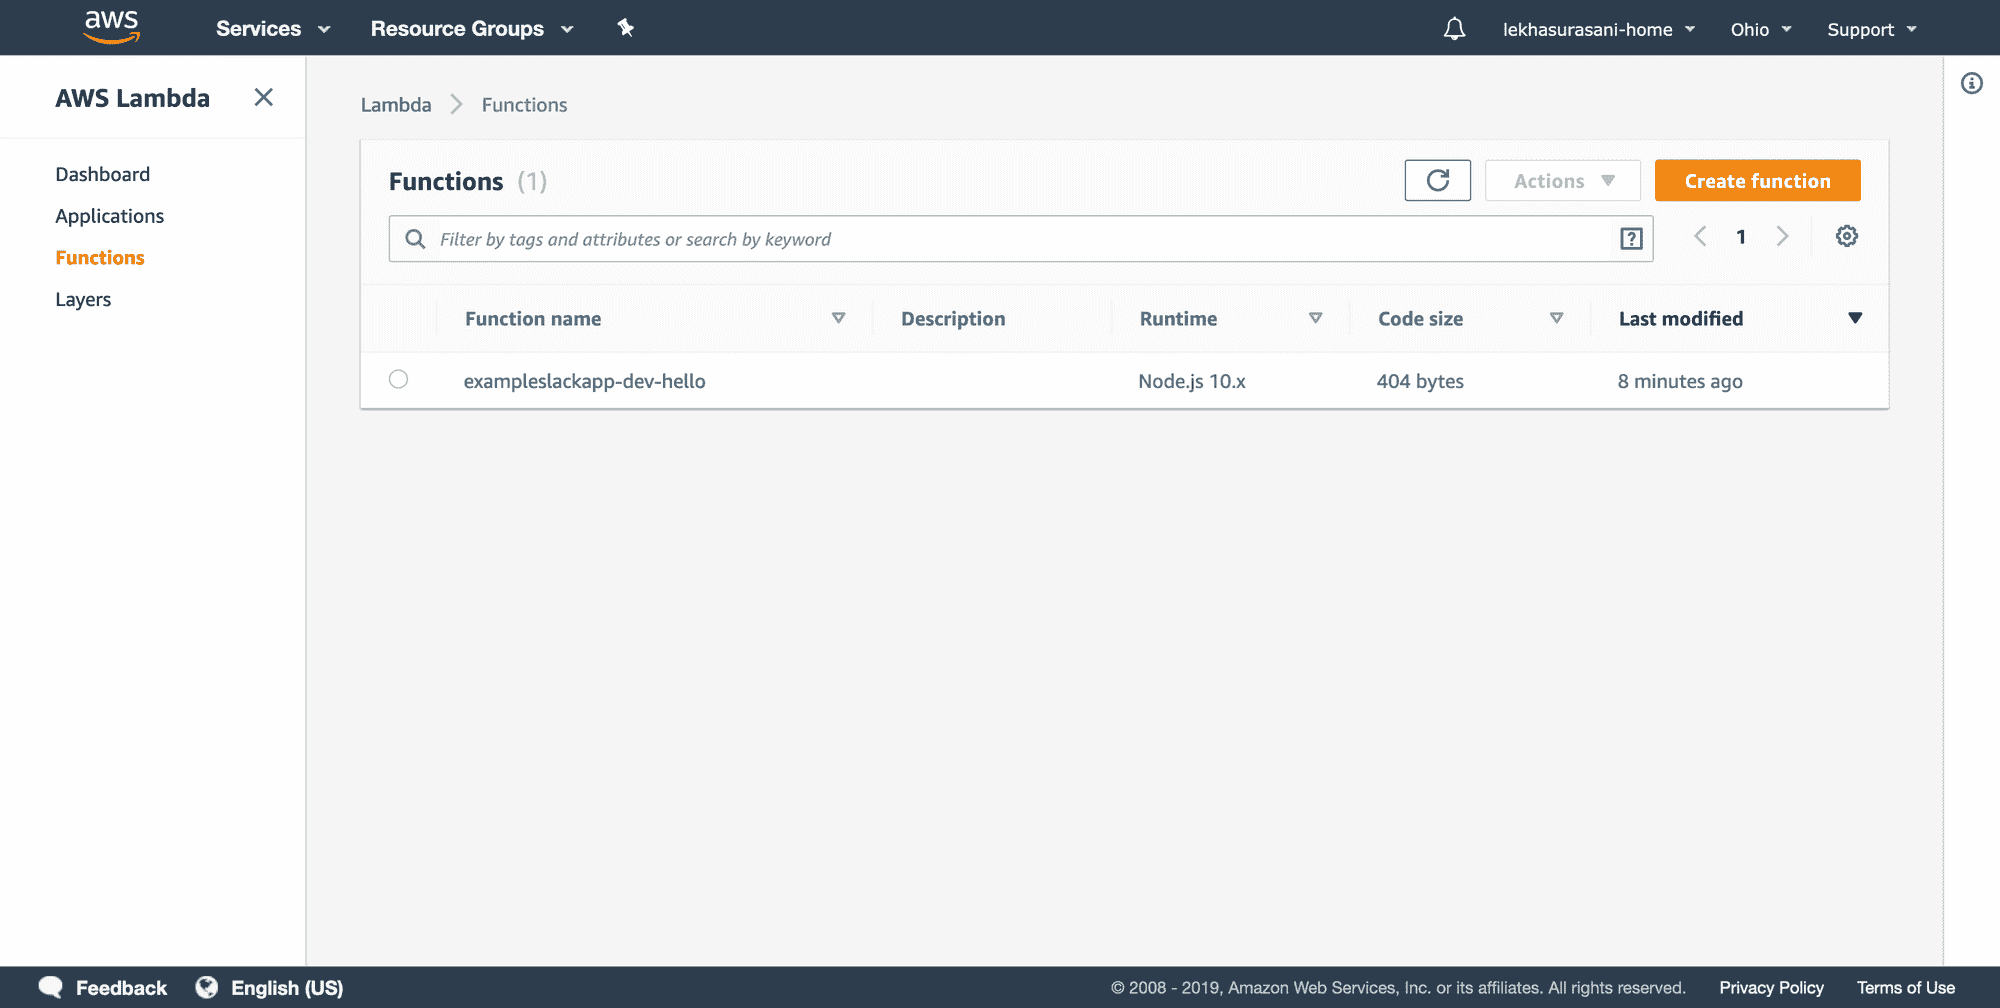 aws Services Resource Groups lekhasurasani-home Ohio Support
AWS Lambda
Dashboard
Applications
Functions
Layers
Lambda Functions
Functions (1) Actions Create function
Filter by tags and attributes or search by keyword ? 1
Function name Description Runtime Code size Last modified
exampleslackapp-dev-hello Node.js 10.x 404 bytes 8 minutes ago
Feedback English (US) © 2008 - 2019, Amazon Web Services, Inc. or its affiliates. All rights reserved. Privacy Policy Terms of Use